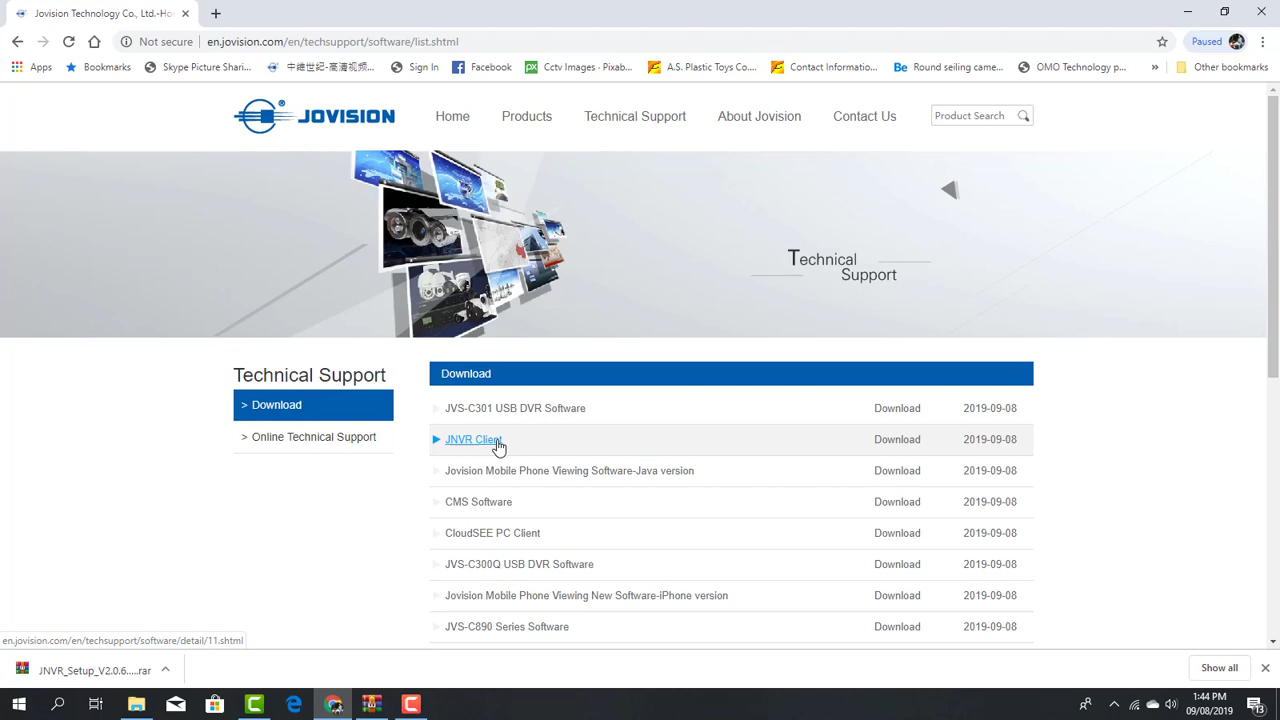 Jovision Technology Co., Ltd.-Ho
Not secure
en.jovision.com/en/techsupport/software/list.shtml
Paused
Apps
Bookmarks
Skype Picture Shari...
中维世纪-高清视频...
Sign In
Facebook
Cctv Images - Pixab...
A.S. Plastic Toys Co...
Contact Informatio...
Round seiling came...
OMO Technology p...
»
Other bookmarks
JOVISION
Home
Products
Technical Support
About Jovision
Contact Us
Product Search
Technical
Support
Technical Support
> Download
> Online Technical Support
Download
JVS-C301 USB DVR Software Download 2019-09-08
JNVR Client Download 2019-09-08
Jovision Mobile Phone Viewing Software-Java version Download 2019-09-08
CMS Software Download 2019-09-08
CloudSEE PC Client Download 2019-09-08
JVS-C300Q USB DVR Software Download 2019-09-08
Jovision Mobile Phone Viewing New Software-iPhone version Download 2019-09-08
JVS-C890 Series Software Download 2019-09-08
en.jovision.com/en/techsupport/software/detail/11.shtml
JNVR_Setup_V2.0.6....rar
Show all
1:44 PM
09/08/2019
13